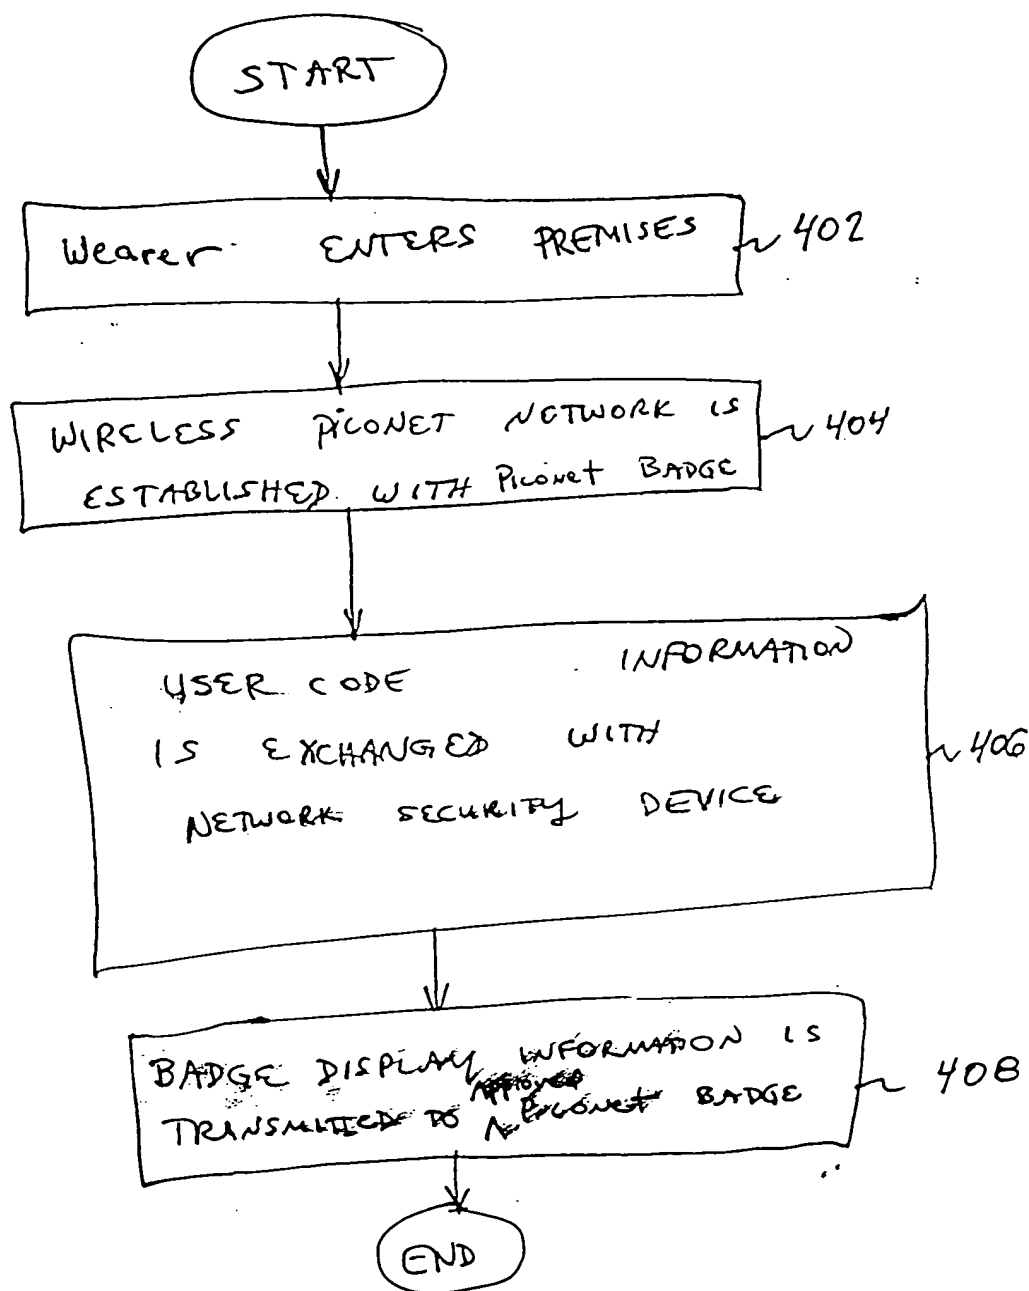 START
Wearer ENTERS PREMISES
402
WIRELESS PiCONET NETWORK IS
404
ESTABLISHED WITH Piconet BADGE
USER CODE INFORMATION
IS EXCHANGED WITH
406
NETWORK SECURITY DEVICE
BADGE DISPLAY INFORMATION IS
APPROVED
408
TRANSMITTED TO Piconet BADGE
END